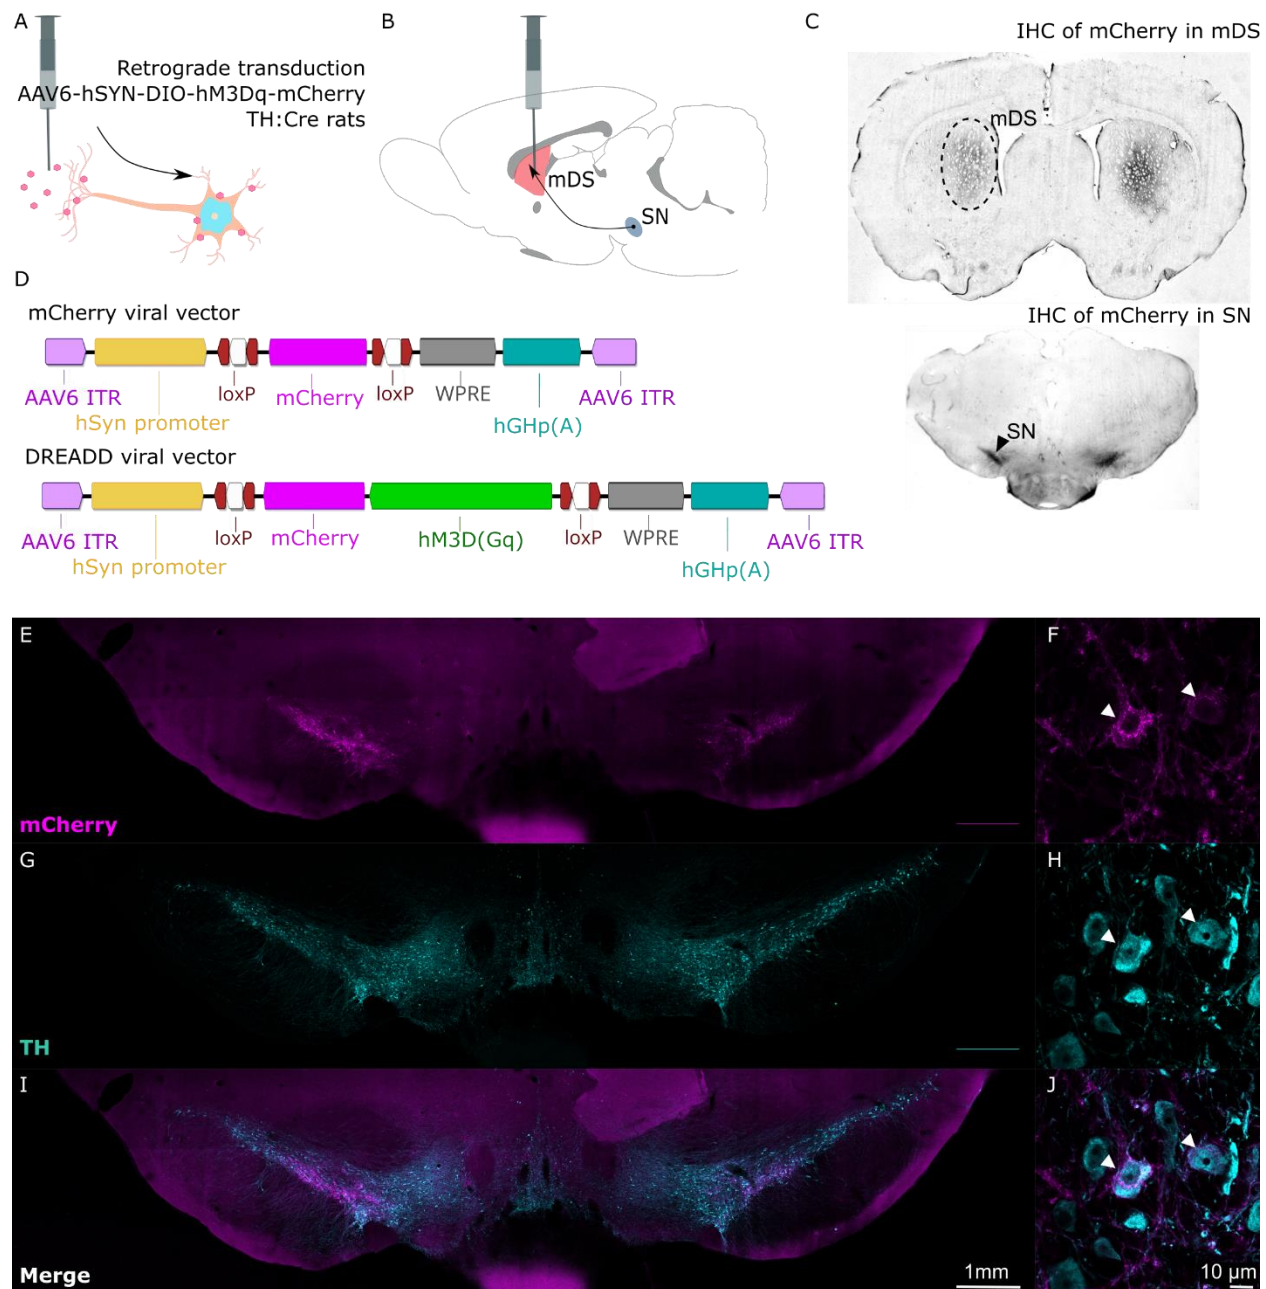 A
Retrograde transduction
AAV6-hSYN-DIO-hM3Dq-mCherry
TH:Cre rats
B
mDS
SN
C
IHC of mCherry in mDS
mDS
IHC of mCherry in SN
SN
D
mCherry viral vector
AAV6 ITR
hSyn promoter
loxP
mCherry
loxP
WPRE
hGHp(A)
AAV6 ITR
DREADD viral vector
AAV6 ITR
hSyn promoter
loxP
mCherry
hM3D(Gq)
loxP
WPRE
hGHp(A)
AAV6 ITR
E
mCherry
F
G
TH
H
I
Merge
1mm
J
10 µm